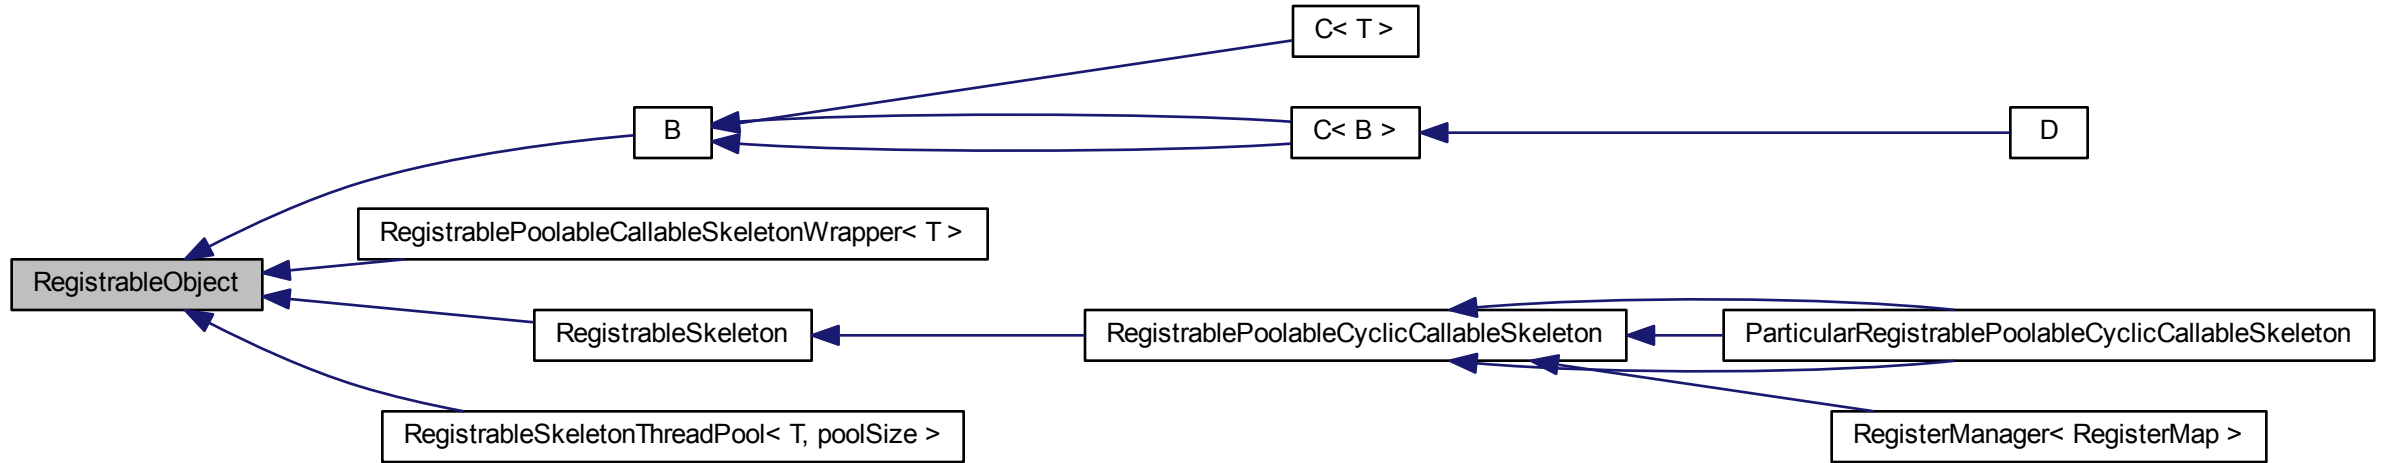 C< T >
B
C< B >
D
RegistrablePoolableCallableSkeletonWrapper< T >
RegistrableObject
RegistrableSkeleton
RegistrablePoolableCyclicCallableSkeleton
ParticularRegistrablePoolableCyclicCallableSkeleton
RegistrableSkeletonThreadPool< T, poolSize >
RegisterManager< RegisterMap >